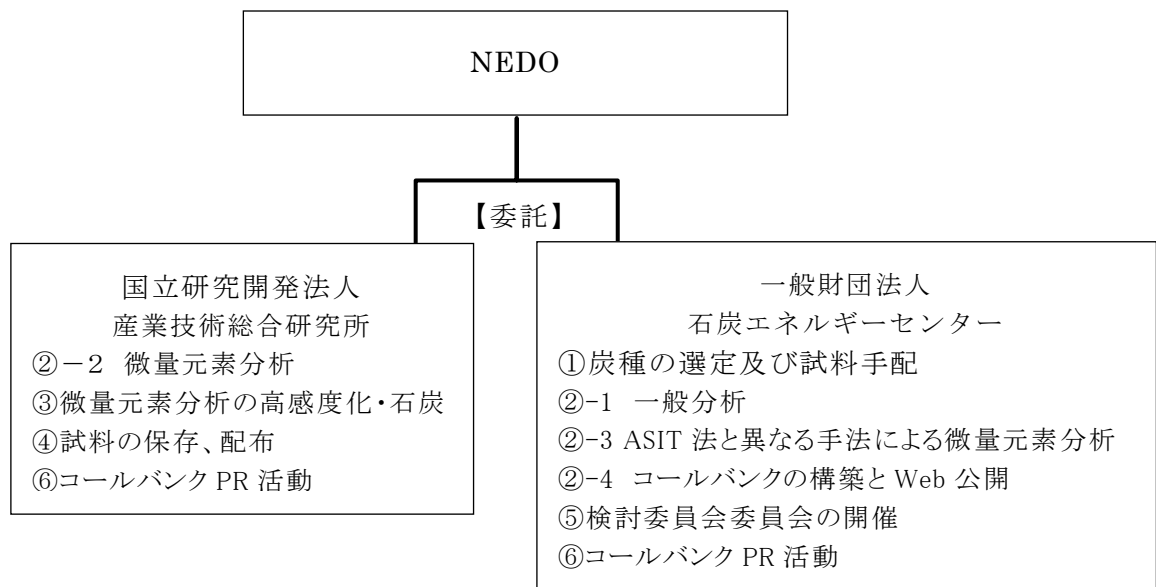 NEDO
【委託】
国立研究開発法人
産業技術総合研究所
②－2 微量元素分析
③微量元素分析の高感度化・石炭
④試料の保存、配布
⑥コールバンク PR 活動
一般財団法人
石炭エネルギーセンター
①炭種の選定及び試料手配
②-1 一般分析
②-3 ASIT 法と異なる手法による微量元素分析
②-4 コールバンクの構築と Web 公開
⑤検討委員会委員会の開催
⑥コールバンク PR 活動